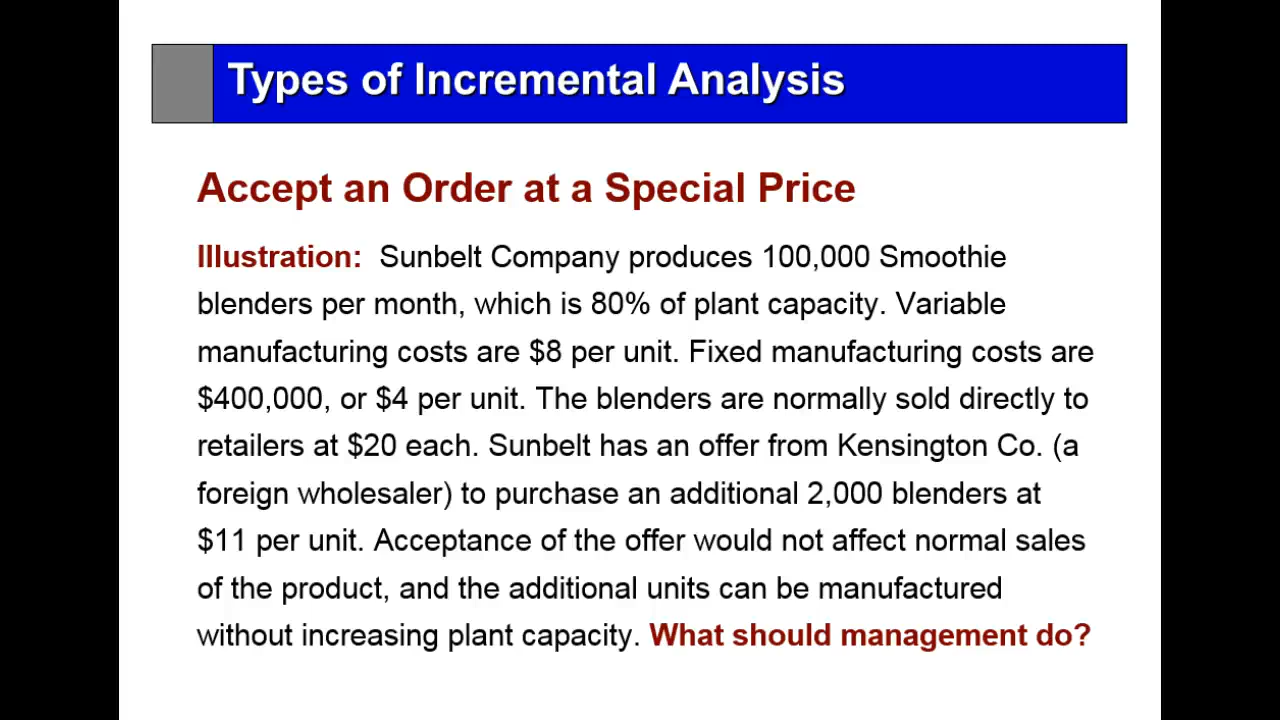 Types of Incremental Analysis
Accept an Order at a Special Price
Illustration: Sunbelt Company produces 100,000 Smoothie
blenders per month, which is 80% of plant capacity. Variable
manufacturing costs are $8 per unit. Fixed manufacturing costs are
$400,000, or $4 per unit. The blenders are normally sold directly to
retailers at $20 each. Sunbelt has an offer from Kensington Co. (a
foreign wholesaler) to purchase an additional 2,000 blenders at
$11 per unit. Acceptance of the offer would not affect normal sales
of the product, and the additional units can be manufactured
without increasing plant capacity. What should management do?